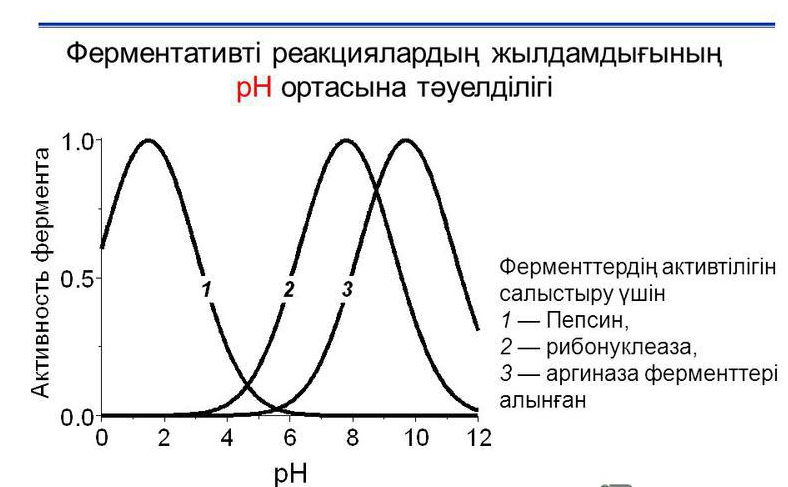 Ферментативті реакциялардың жылдамдығының
рН ортасына тәуелділігі
Активность фермента
1.0
0.5
0.0
1
2
3
0 2 4 6 8 10 12
pH
Ферменттердің активтілігін
салыстыру үшін
1 — Пепсин,
2 — рибонуклеаза,
3 — аргиназа ферменттері
алынған